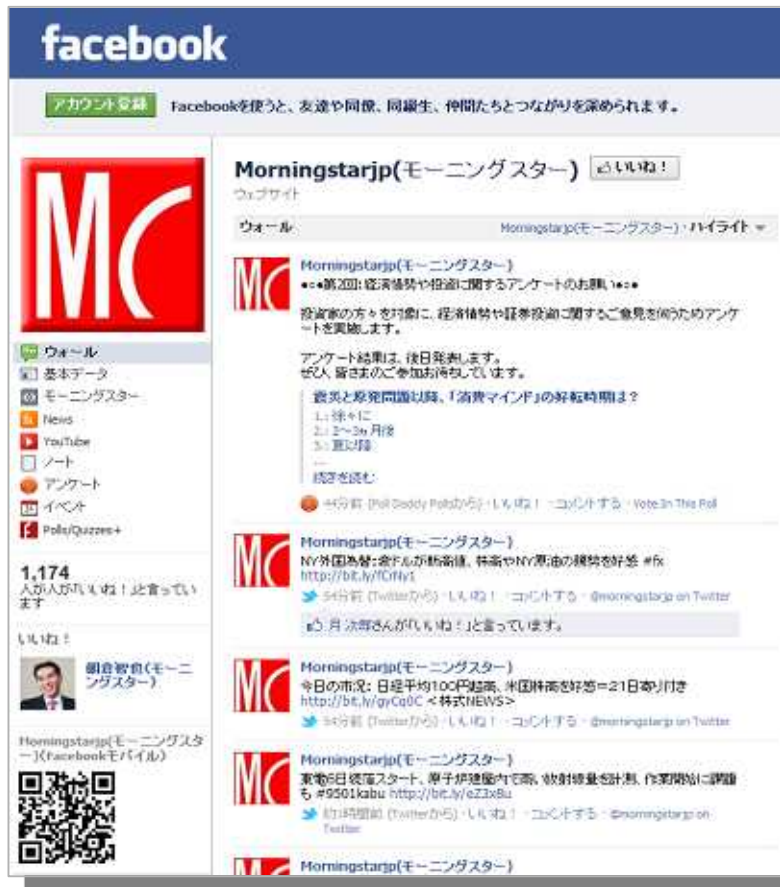 facebook
アカウント登録 Facebookを使うと、友達や同僚、同級生、仲間たちとつながりを深められます。
MC
ウォール
基本データ
モーニングスター
News
YouTube
ノート
アンケート
イベント
Polls/Quizzes+
1,174
人が人が「いいね！」と言ってい
ます
いいね！
朝倉智也(モーニ
ングスター)
Morningstarjp(モーニングスタ
ー)(Facebookモバイル)
Morningstarjp(モーニングスター) いいね！
ウェブサイト
ウォール Morningstarjp(モーニングスター)・ハイライト
MC
Morningstarjp(モーニングスター)
●○●第2回: 経済情勢や投資に関するアンケートのお願い●○●
投資家の方々を対象に、経済情勢や証券投資に関するご意見を伺うためアンケ
ートを実施します。
アンケート結果は、後日発表します。
ぜひ、皆さまのご参加お待ちしています。
震災と原発問題以降、「消費マインド」の好転時期は？
1.: 徐々に
2.: 2～3ヶ月後
3.: 夏以降
...
続きを読む
44分前 (Poll Daddy Pollsから)・いいね！・コメントする・Vote In This Poll
MC
Morningstarjp(モーニングスター)
NY外国為替:豪ドルが新高値、株高やNY原油の騰勢を好感 #fx
http://bit.ly/fCrNy1
54分前 (Twitterから)・いいね！・コメントする・@morningstarjp on Twitter
月 次郎さんが「いいね！」と言っています。
MC
Morningstarjp(モーニングスター)
今日の市況: 日経平均100円超高、米国株高を好感＝21日寄り付き
http://bit.ly/gyCq0C <株式NEWS>
54分前 (Twitterから)・いいね！・コメントする・@morningstarjp on Twitter
MC
Morningstarjp(モーニングスター)
東電6日続落スタート、原子炉建屋内で高い放射線量を計測、作業開始に課題
も #9501kabu http://bit.ly/eZ3xBu
約1時間前 (Twitterから)・いいね！・コメントする・@morningstarjp on
Twitter
MC
Morningstarjp(モーニングスター)